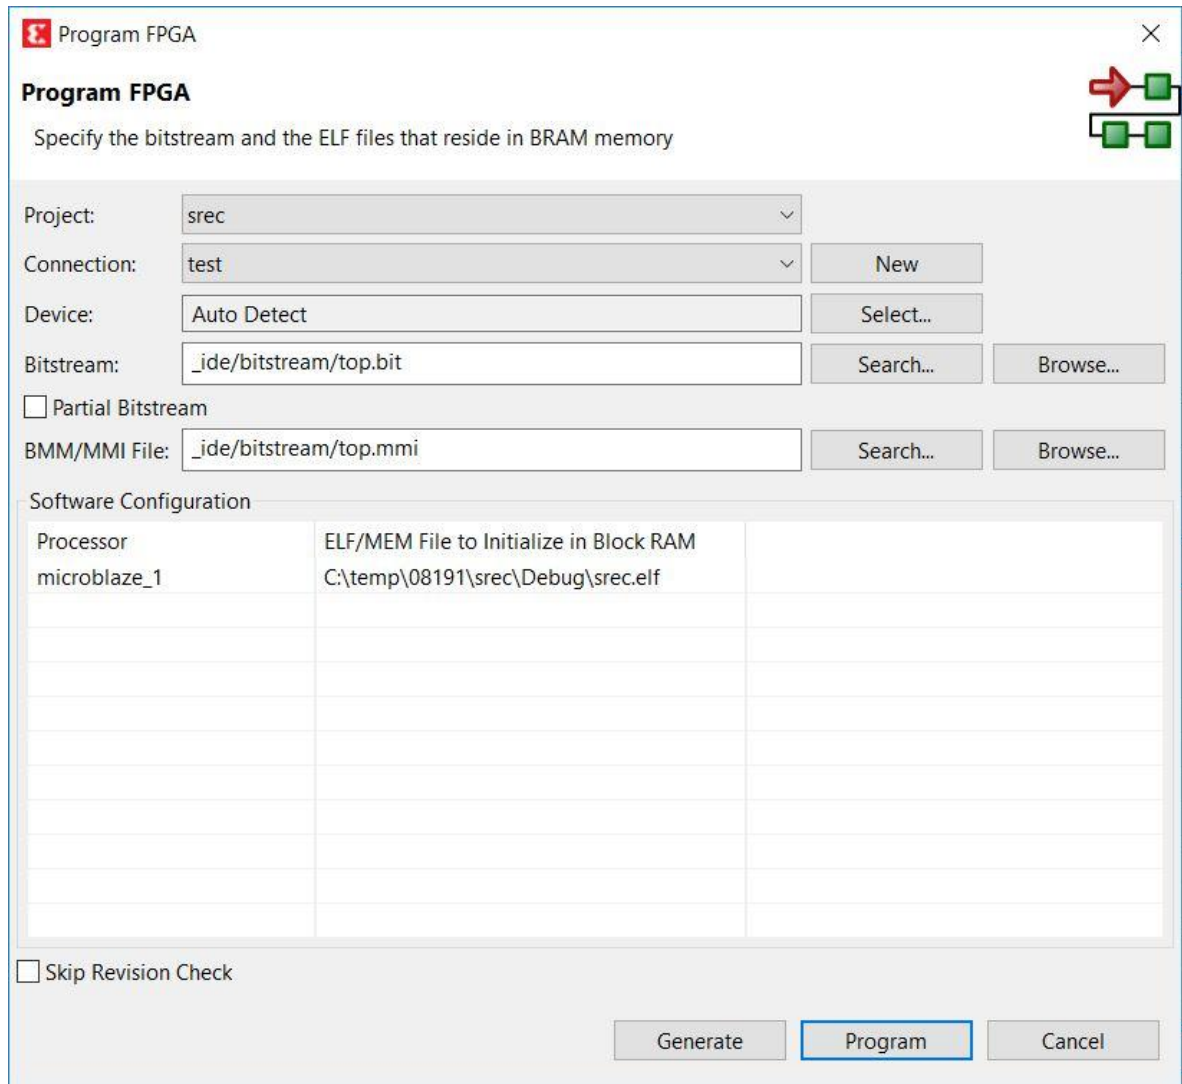 Program FPGA
Program FPGA
Specify the bitstream and the ELF files that reside in BRAM memory
Project: srec
Connection: test New
Device: Auto Detect Select...
Bitstream: _ide/bitstream/top.bit Search... Browse...
Partial Bitstream
BMM/MMI File: _ide/bitstream/top.mmi Search... Browse...
Software Configuration
Processor ELF/MEM File to Initialize in Block RAM
microblaze_1 C:\temp\08191\srec\Debug\srec.elf
Skip Revision Check
Generate Program Cancel